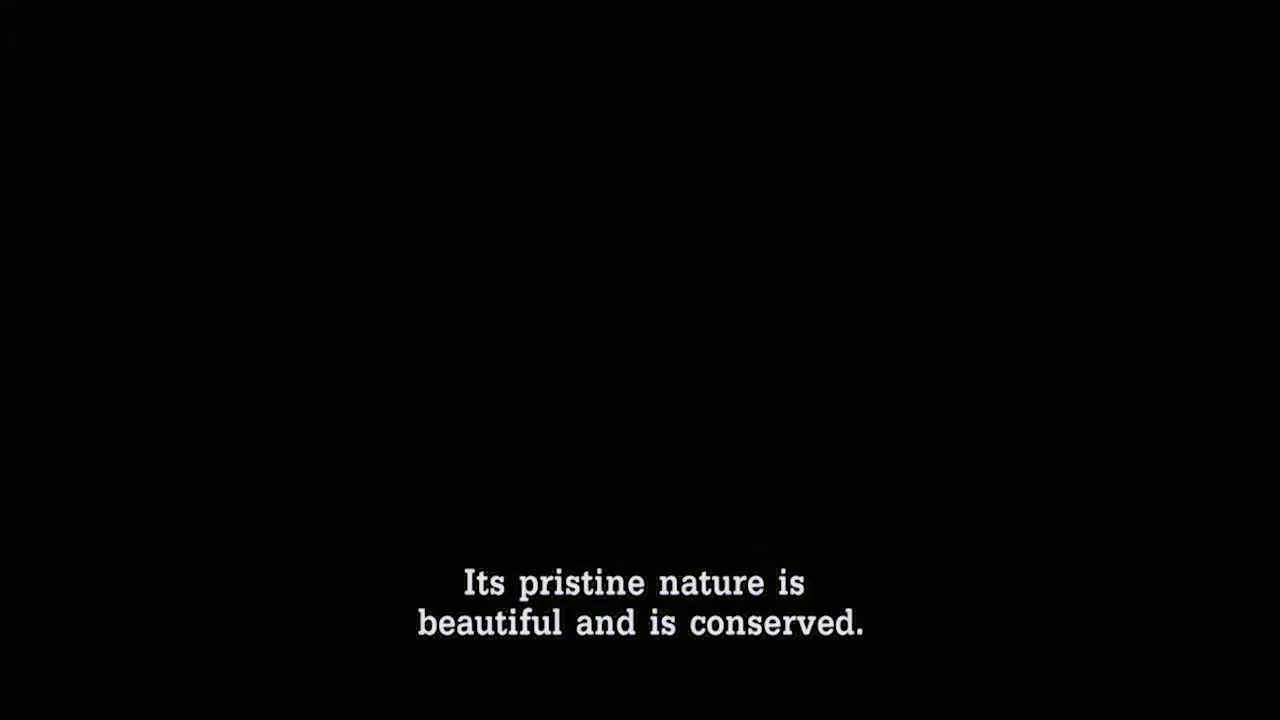 Its pristine nature is
beautiful and is conserved.